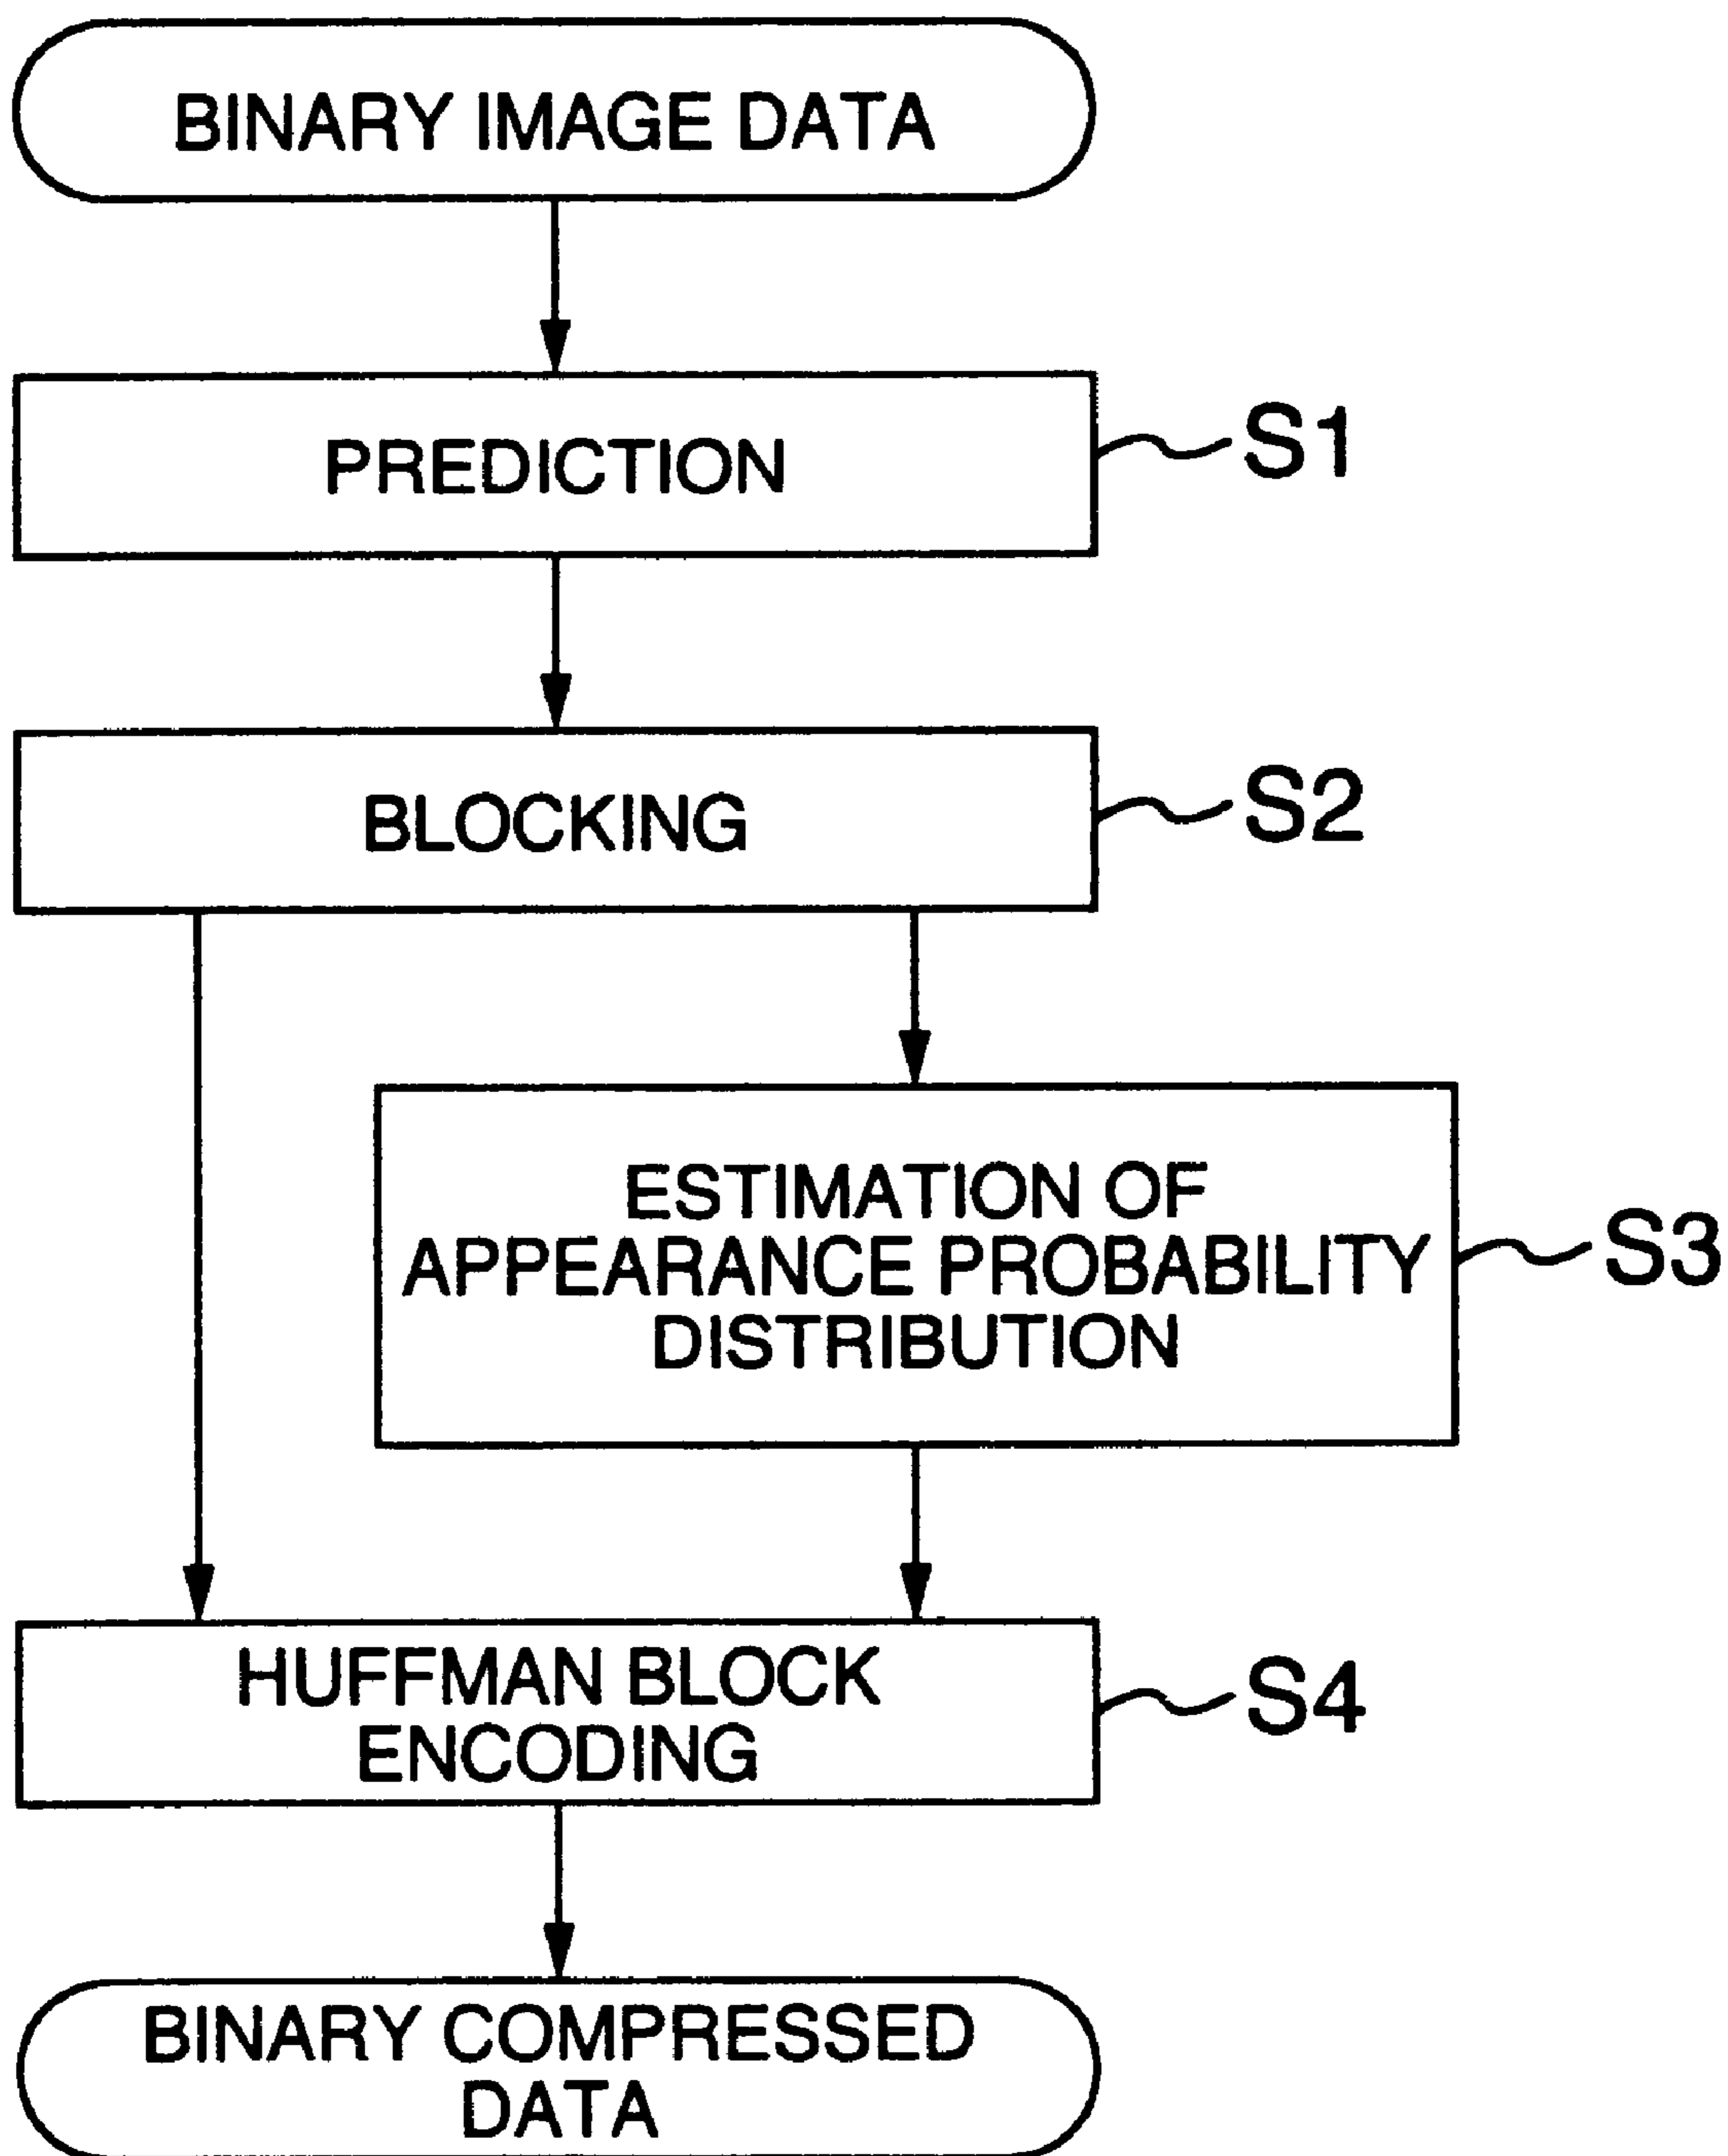 BINARY IMAGE DATA
PREDICTION
S1
BLOCKING
S2
ESTIMATION OF
APPEARANCE PROBABILITY
DISTRIBUTION
S3
HUFFMAN BLOCK
ENCODING
S4
BINARY COMPRESSED
DATA